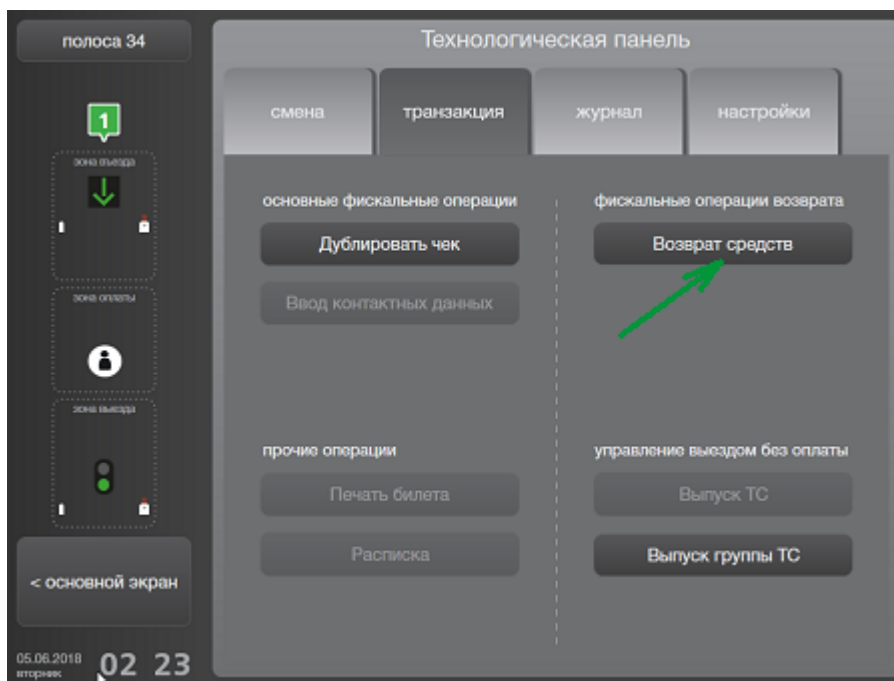 полоса 34
1
зона въезда
зона оплаты
зона выезда
< основной экран
05.06.2018
вторник
02 23
Технологическая панель
смена
транзакция
журнал
настройки
основные фискальные операции
Дублировать чек
Ввод контактных данных
фискальные операции возврата
Возврат средств
прочие операции
Печать билета
Расписка
управление выездом без оплаты
Выпуск ТС
Выпуск группы ТС